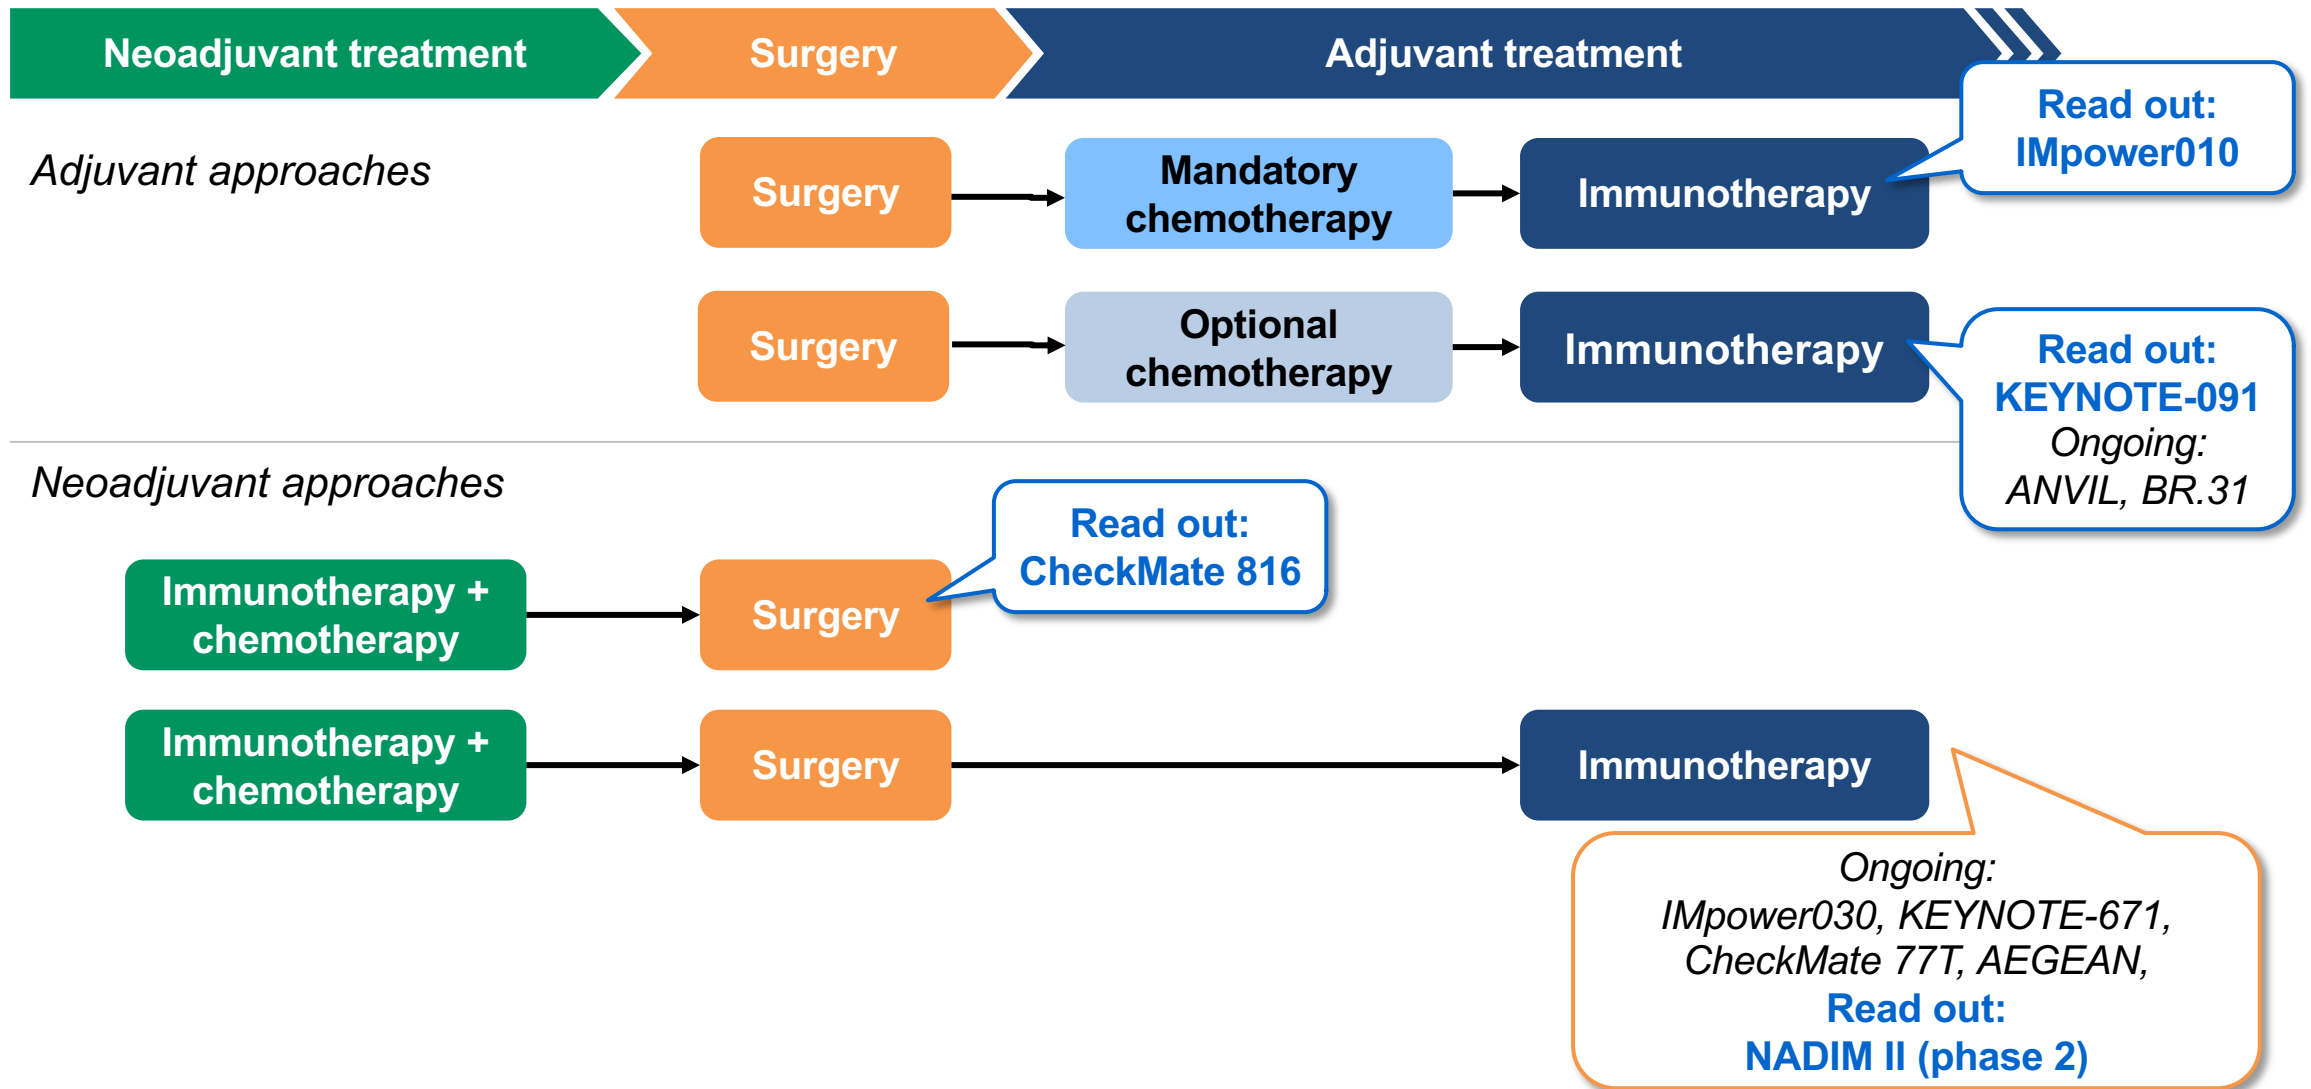 Neoadjuvant treatment
Surgery
Adjuvant treatment
Read out:
IMpower010
Adjuvant approaches
Surgery
Mandatory
chemotherapy
Immunotherapy
Surgery
Optional
chemotherapy
Immunotherapy
Read out:
KEYNOTE-091
Ongoing:
ANVIL, BR.31
Neoadjuvant approaches
Read out:
CheckMate 816
Immunotherapy +
chemotherapy
Surgery
Immunotherapy +
chemotherapy
Surgery
Immunotherapy
Ongoing:
IMpower030, KEYNOTE-671,
CheckMate 77T, AEGEAN,
Read out:
NADIM II (phase 2)